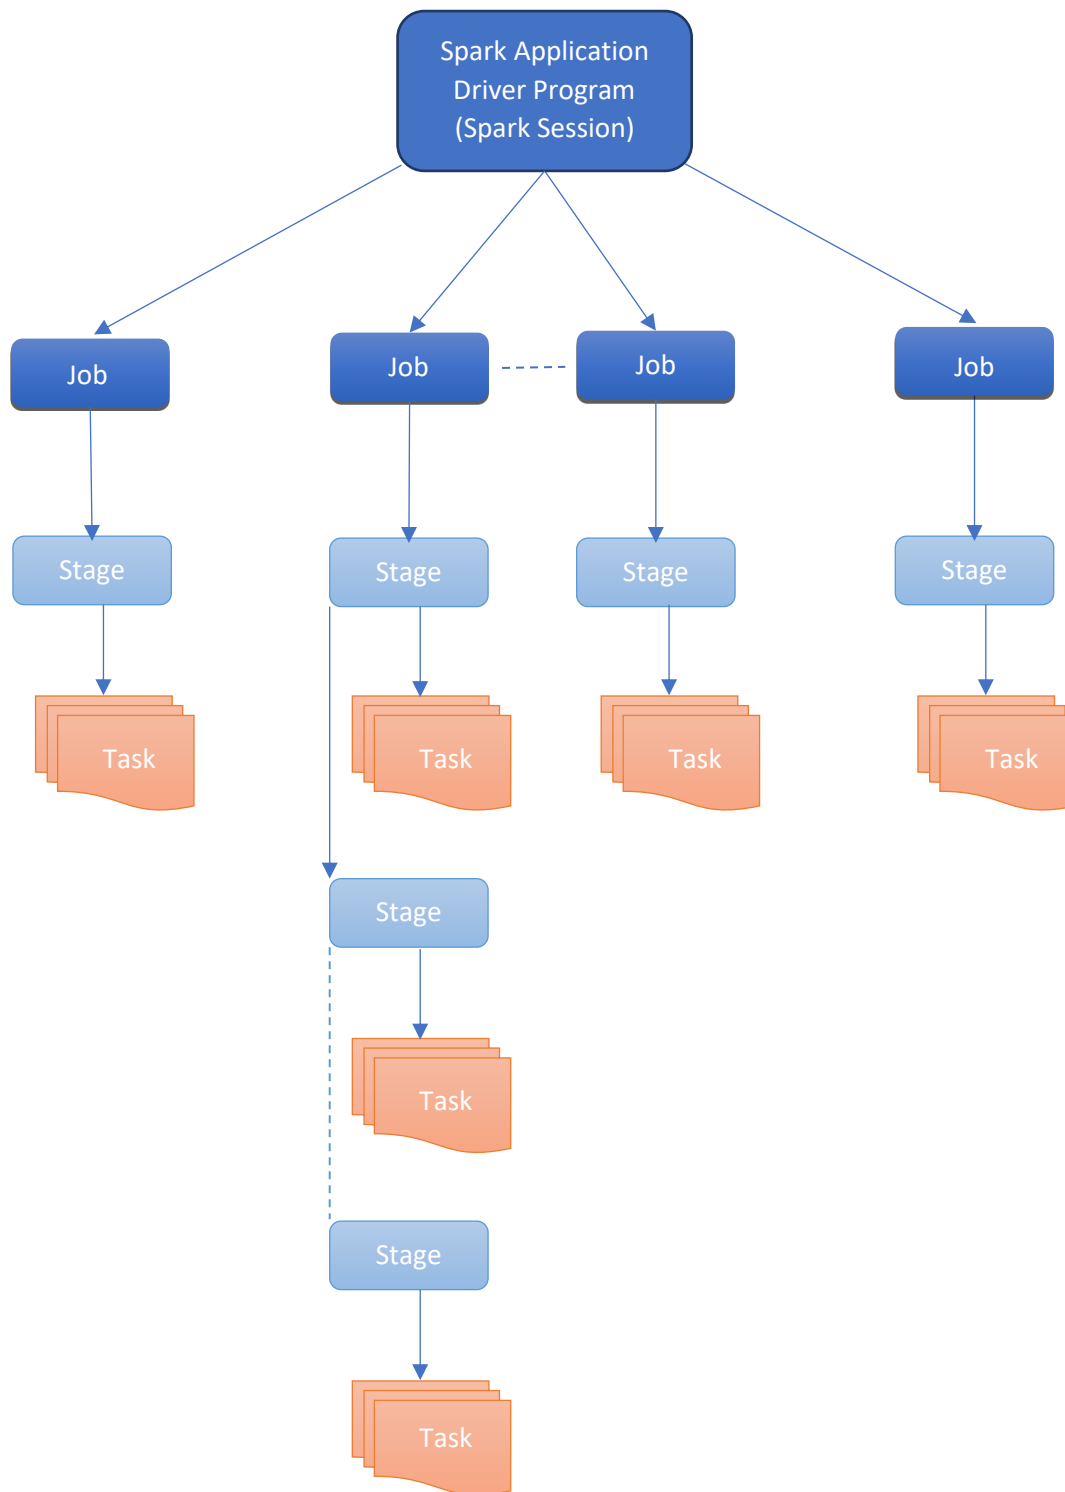 Spark Application
Driver Program
(Spark Session)
Job
Job
Job
Job
Stage
Stage
Stage
Stage
Task
Task
Task
Task
Stage
Task
Stage
Task